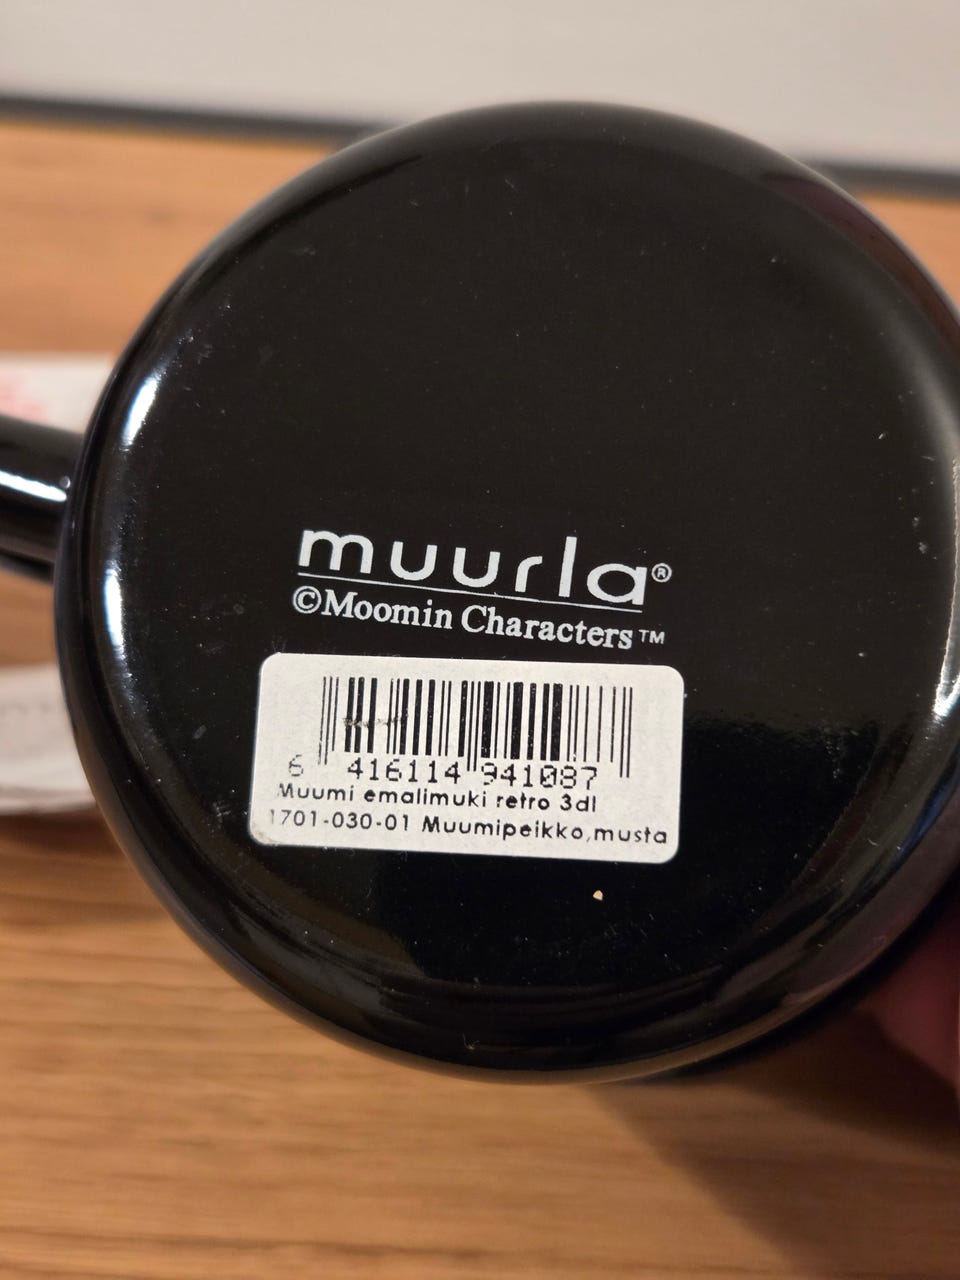 muurla®
©Moomin Characters™
6 416114 941087
Muumi emalimuki retro 3dl
1701-030-01 Muumipeikko,musta